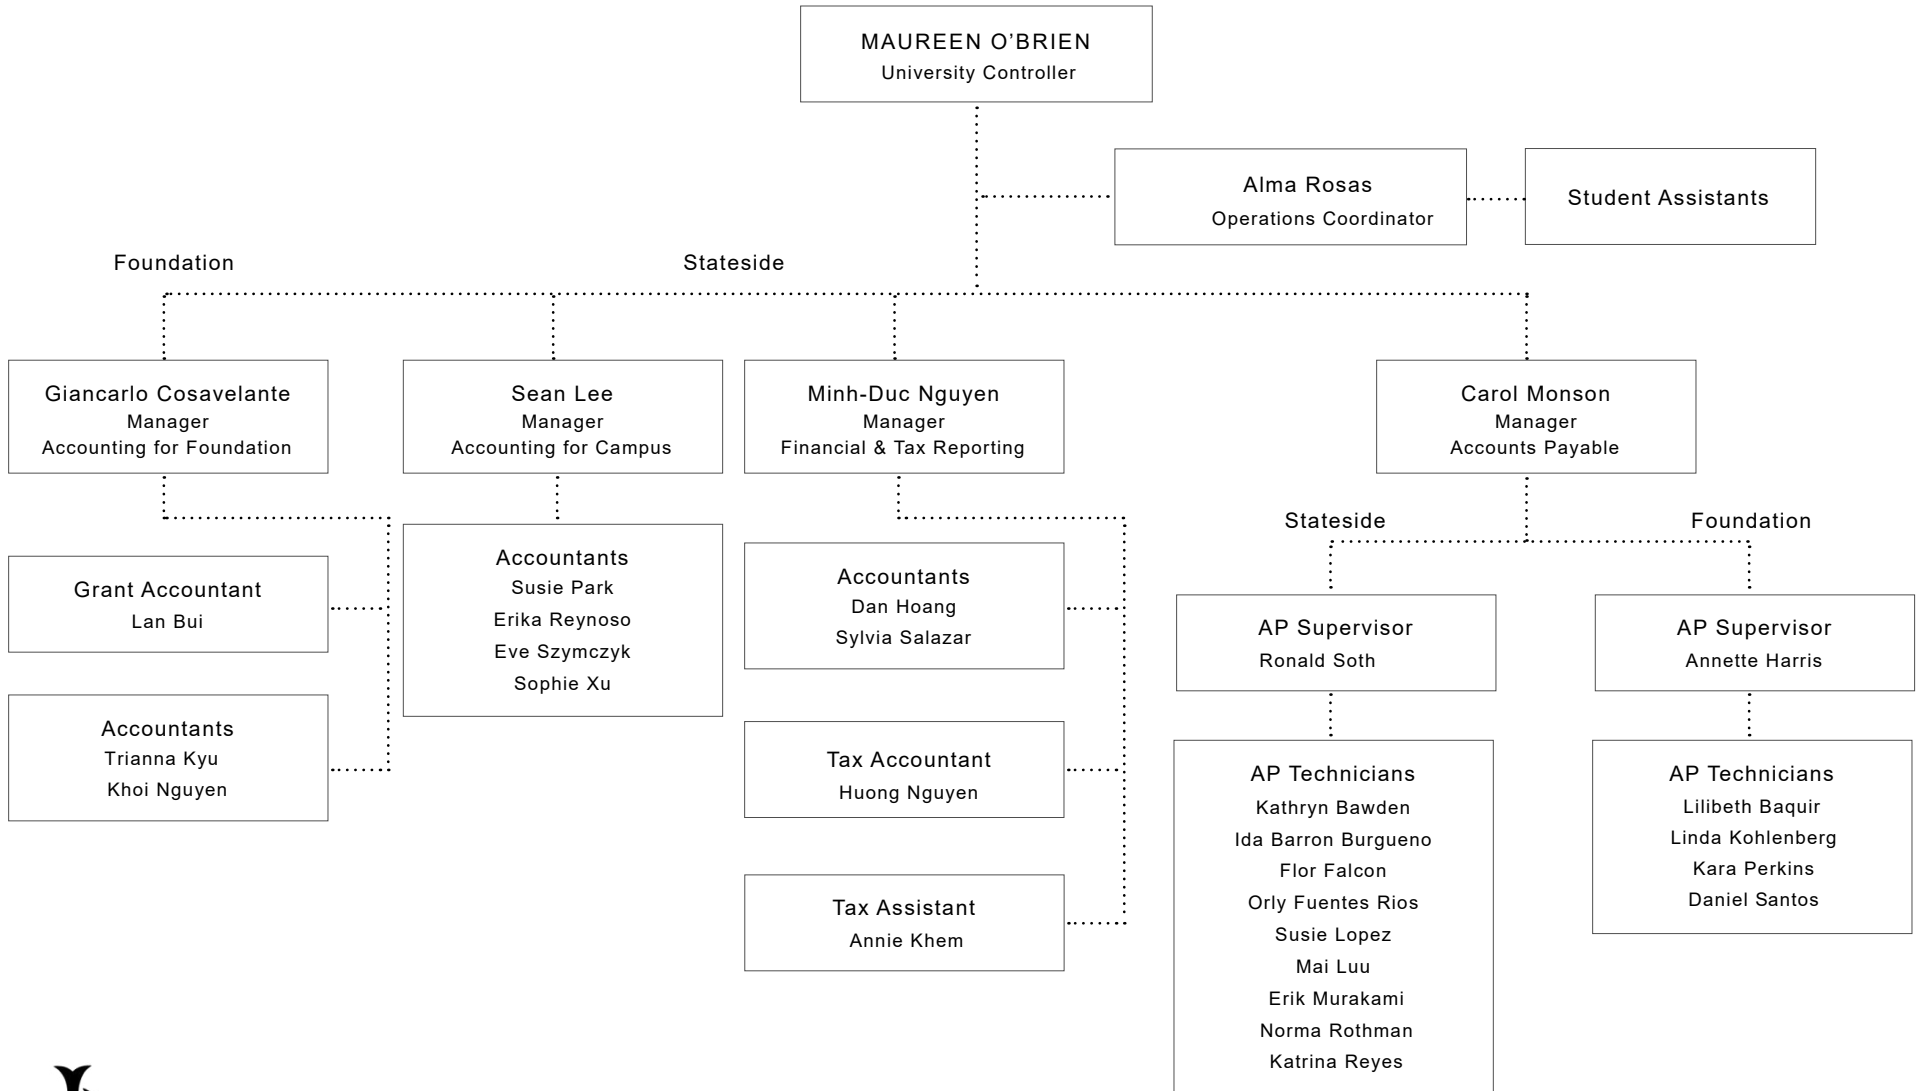 MAUREEN O’BRIEN
University Controller
Alma Rosas
Operations Coordinator
Student Assistants
Foundation
Stateside
Giancarlo Cosavelante
Manager
Accounting for Foundation
Sean Lee
Manager
Accounting for Campus
Minh-Duc Nguyen
Manager
Financial & Tax Reporting
Carol Monson
Manager
Accounts Payable
Grant Accountant
Lan Bui
Accountants
Trianna Kyu
Khoi Nguyen
Accountants
Susie Park
Erika Reynoso
Eve Szymczyk
Sophie Xu
Accountants
Dan Hoang
Sylvia Salazar
Tax Accountant
Huong Nguyen
Tax Assistant
Annie Khem
Stateside
AP Supervisor
Ronald Soth
AP Technicians
Kathryn Bawden
Ida Barron Burgueno
Flor Falcon
Orly Fuentes Rios
Susie Lopez
Mai Luu
Erik Murakami
Norma Rothman
Katrina Reyes
Foundation
AP Supervisor
Annette Harris
AP Technicians
Lilibeth Baquir
Linda Kohlenberg
Kara Perkins
Daniel Santos